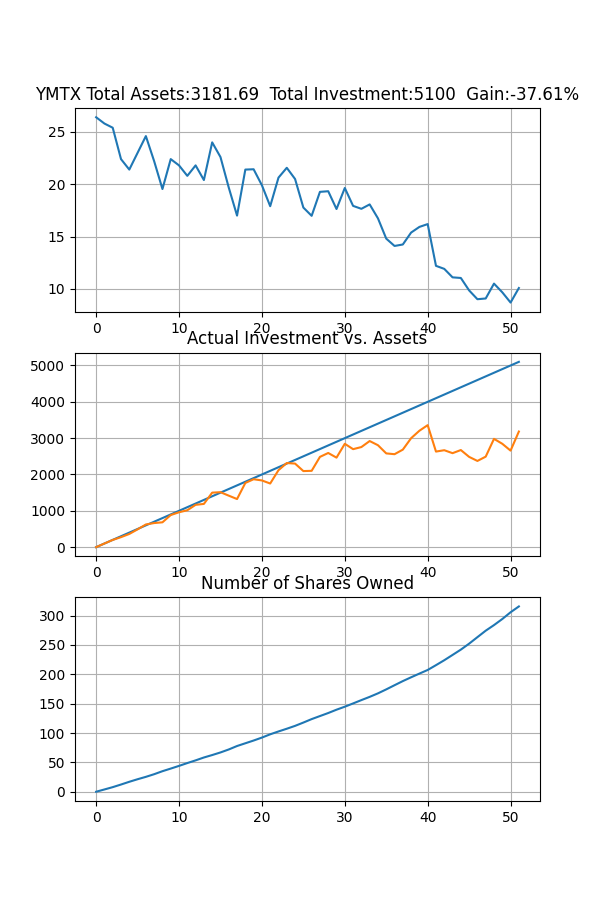 YMTX Total Assets:3181.69  Total Investment:5100  Gain:-37.61%
25
20
15
10
0 10 20 30 40 50
Actual Investment vs. Assets
5000
4000
3000
2000
1000
0
0 10 20 30 40 50
Number of Shares Owned
300
250
200
150
100
50
0
0 10 20 30 40 50